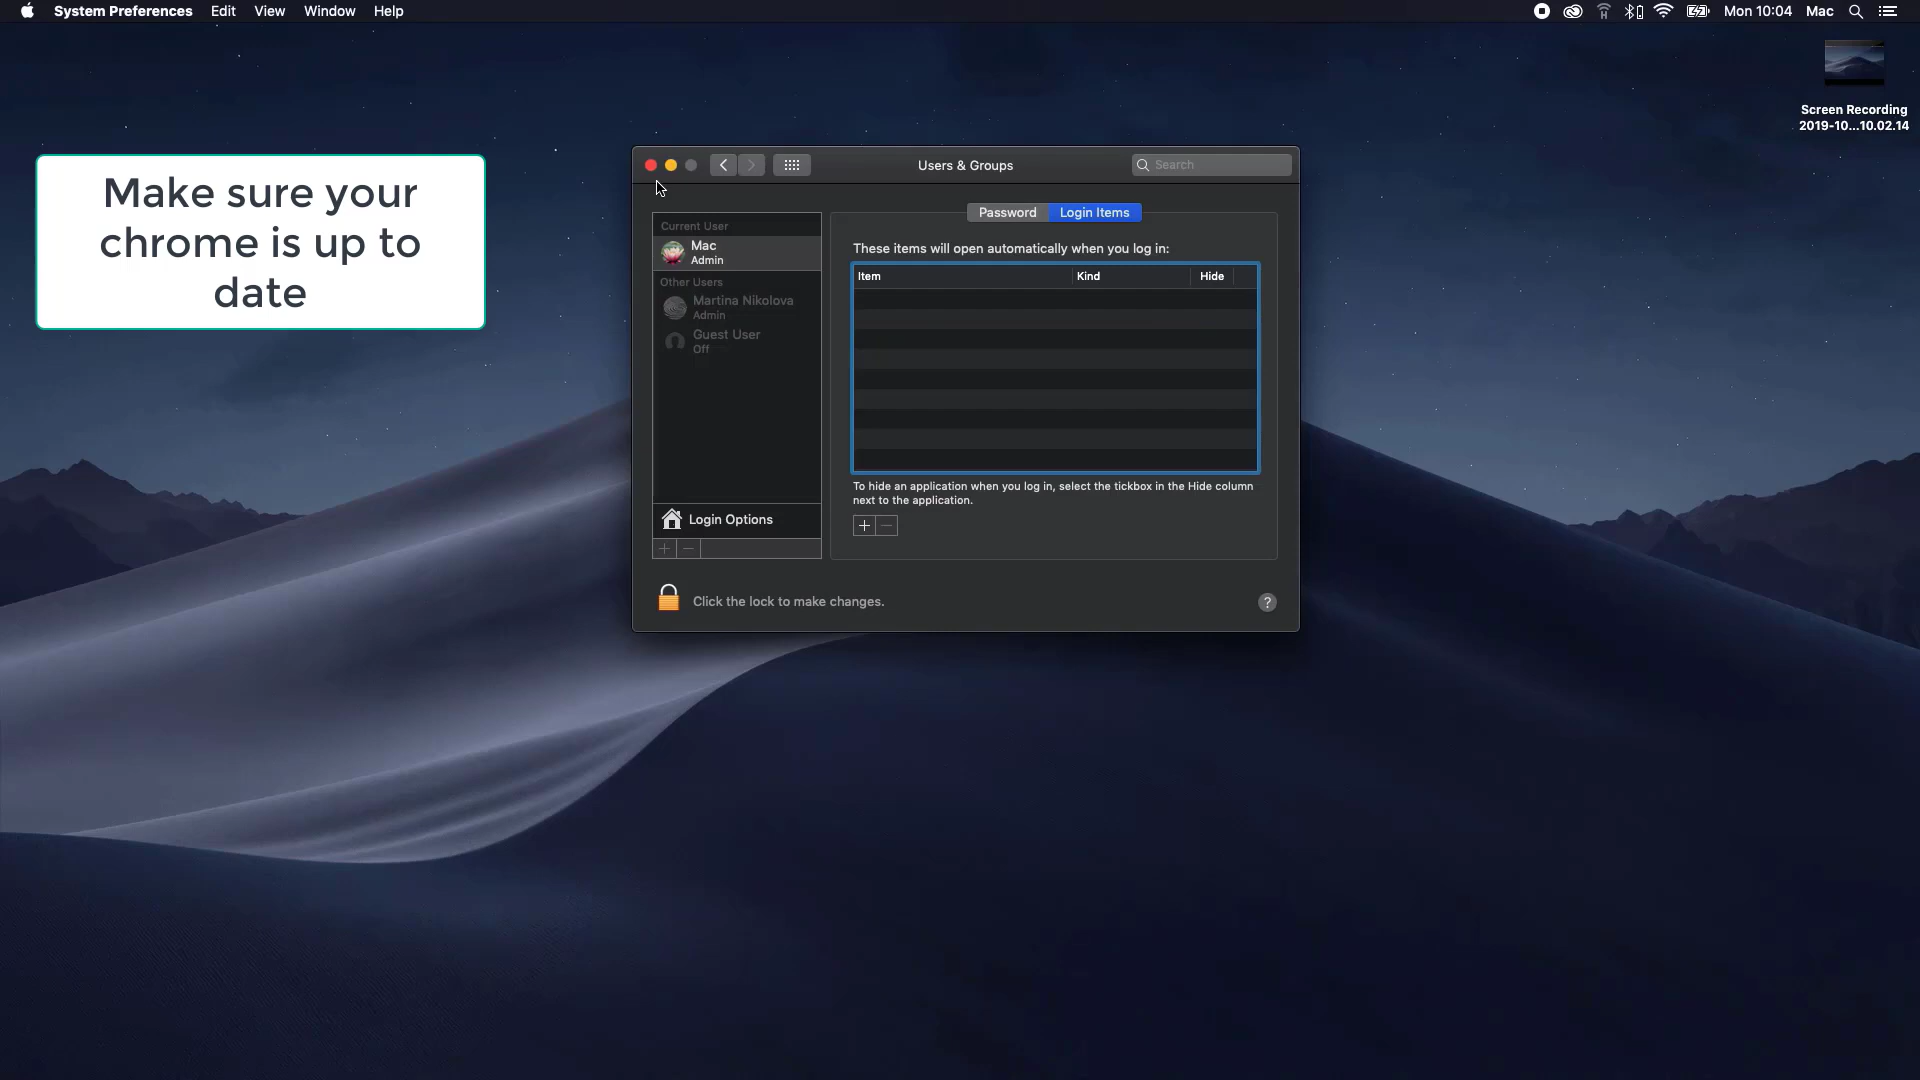 System Preferences Edit View Window Help
Mon 10:04 Mac
Screen Recording
2019-10...10.02.14
Make sure your
chrome is up to
date
Users & Groups
Search
Password Login Items
Current User
Mac
Admin
Other Users
Martina Nikolova
Admin
Guest User
Off
Login Options
These items will open automatically when you log in:
Item Kind Hide
To hide an application when you log in, select the tickbox in the Hide column
next to the application.
Click the lock to make changes.
?